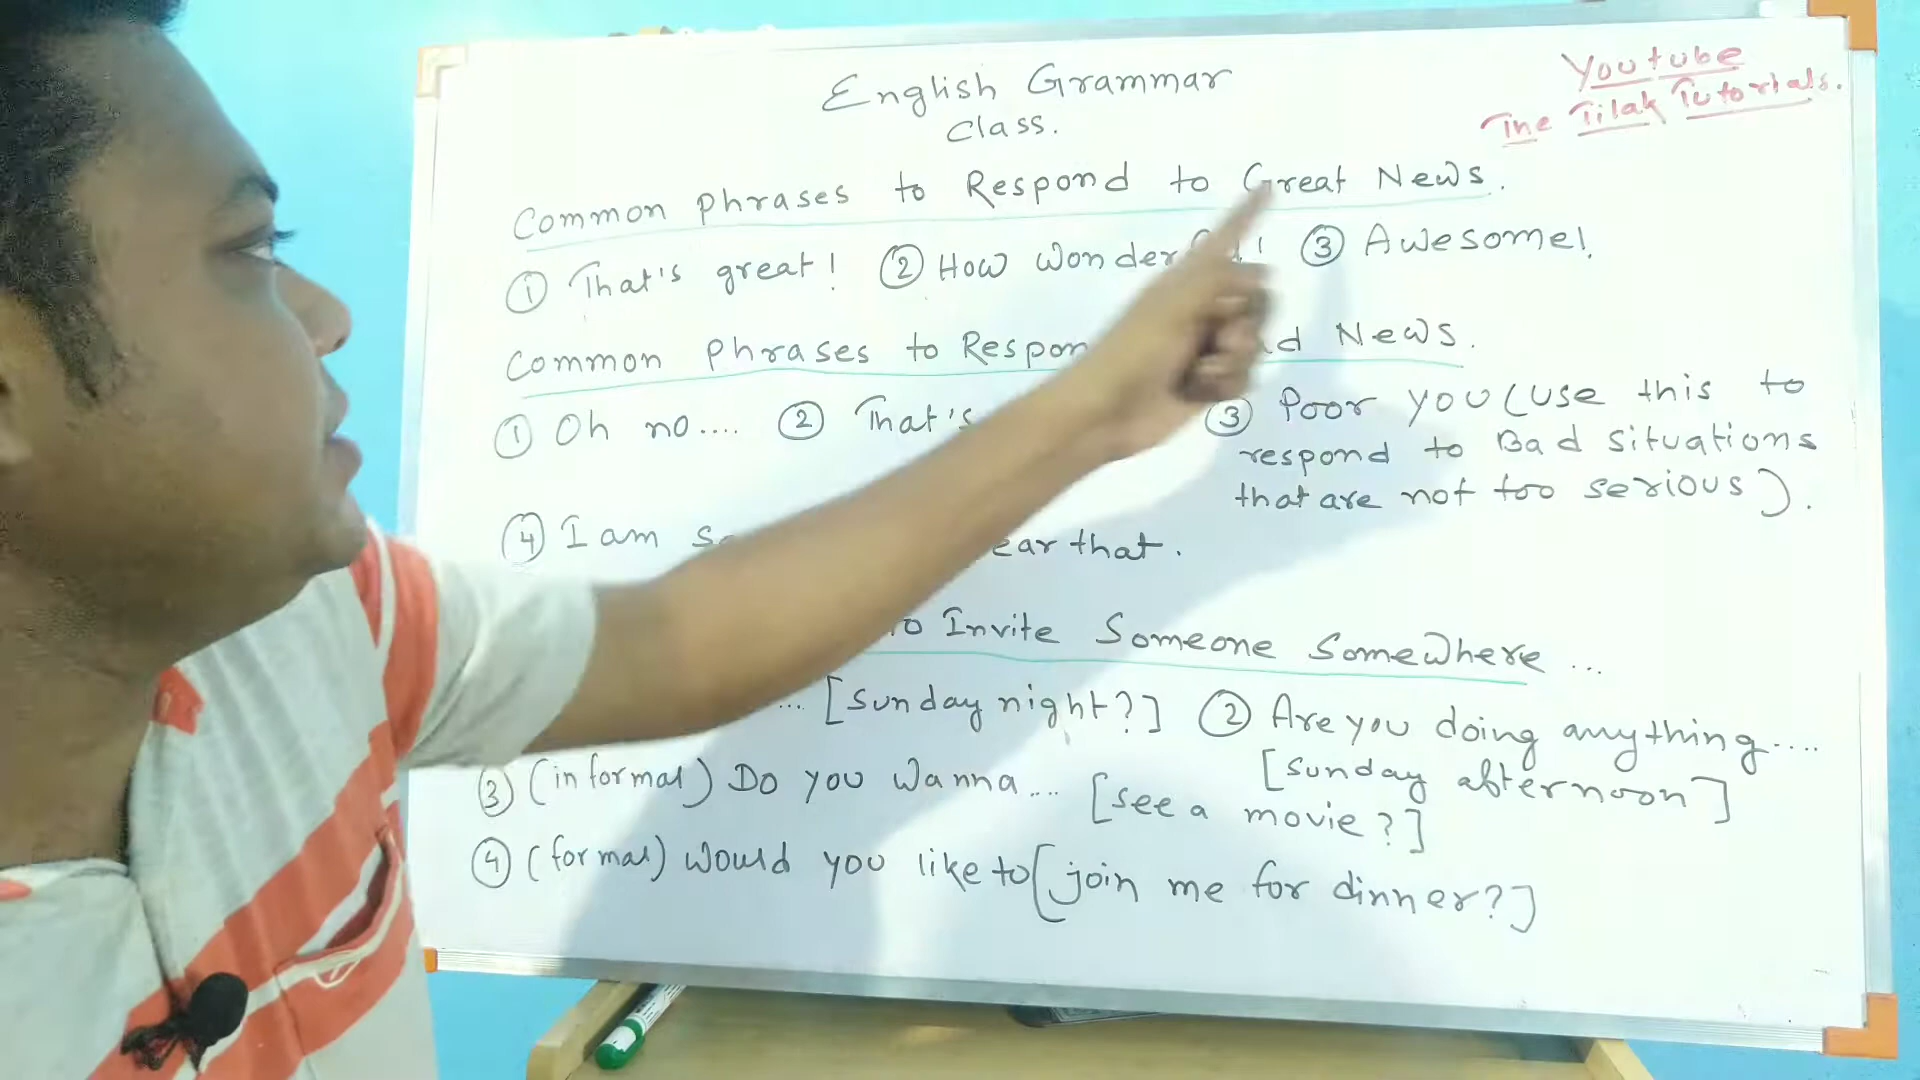 English Grammar
Class.
Youtube
The Tilak Tutorials.
Common Phrases to Respond to Great News.
① That's great! ② How ③ Awesome!
Common Phrases to News.
① Oh no.... ② That's ③ Poor you (use this to
respond to Bad situations
that are not too serious).
④ I am that.
Invite Someone Somewhere ...
... [Sunday night?] ② Are you doing anything....
[Sunday afternoon]
③ (informal) Do you wanna... [see a movie?]
④ (formal) Would you like to [join me for dinner?]